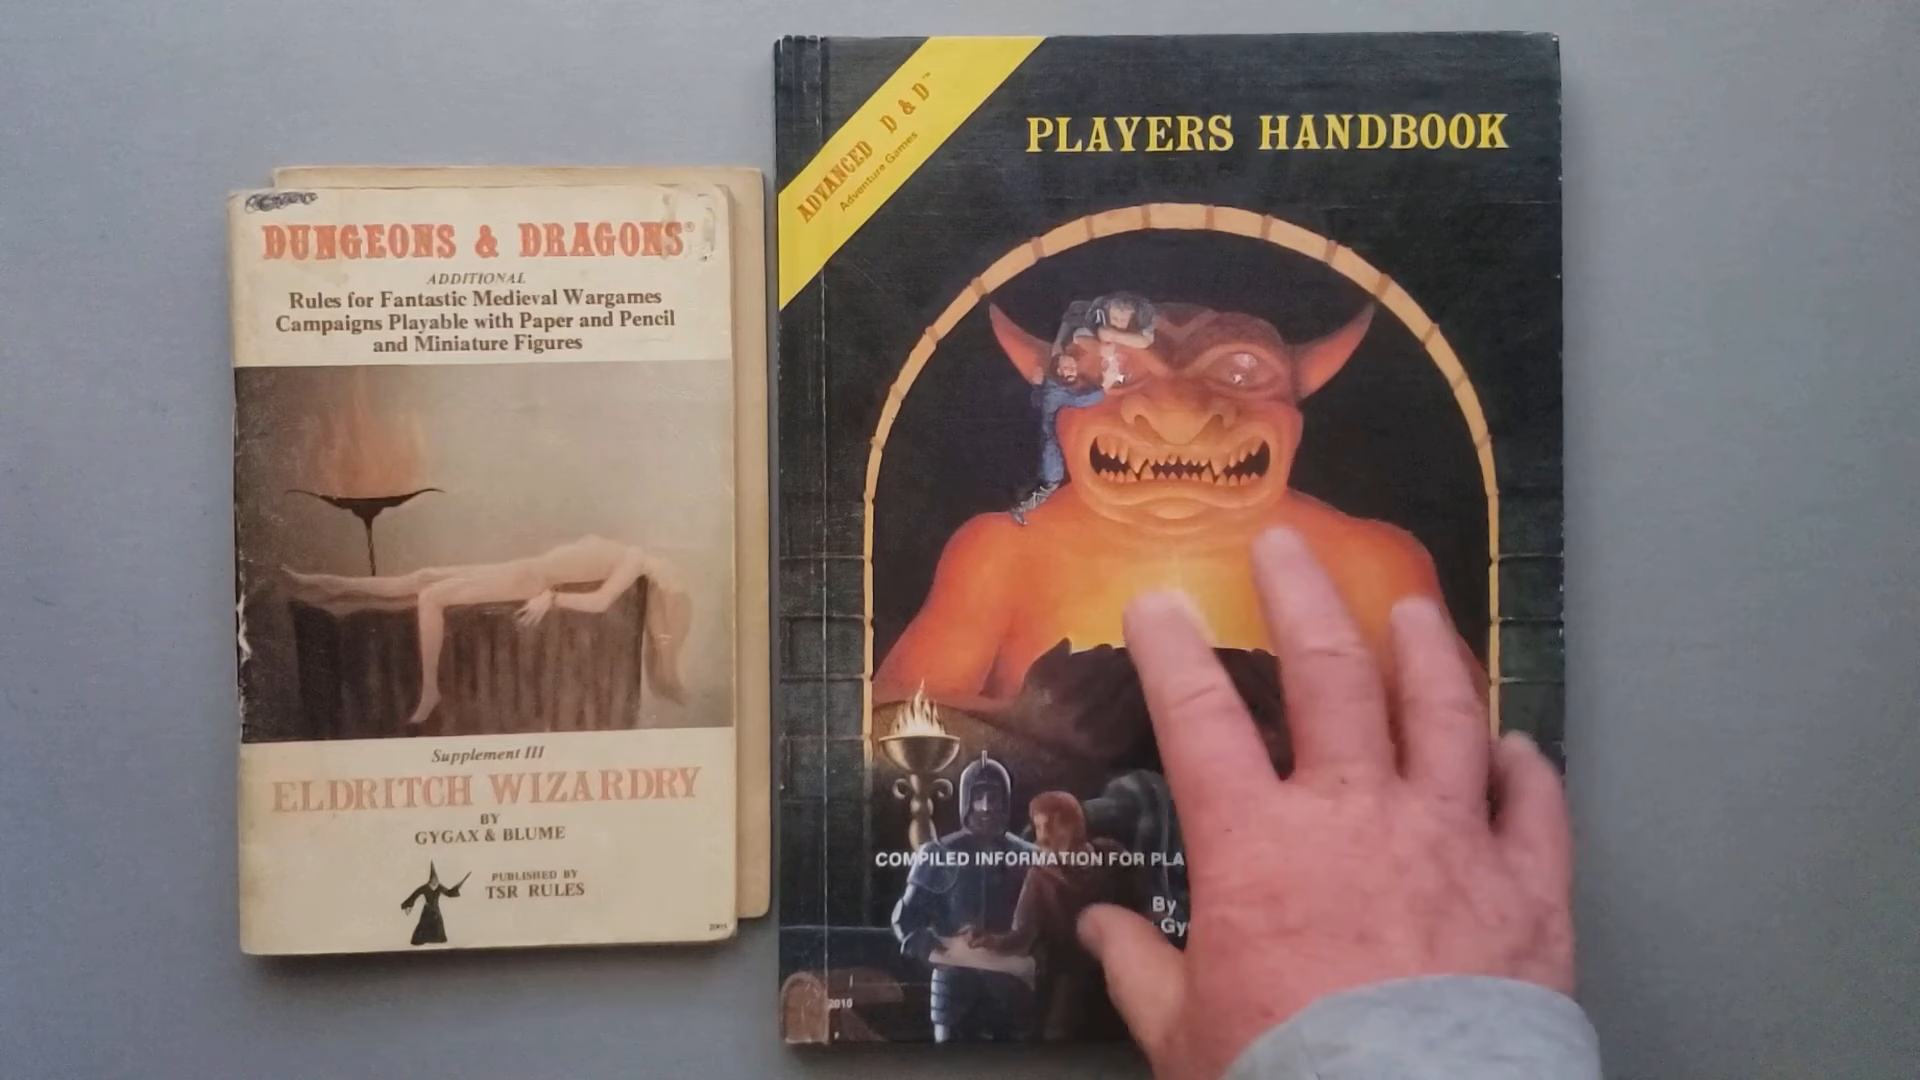 DUNGEONS & DRAGONS®
ADDITIONAL
Rules for Fantastic Medieval Wargames
Campaigns Playable with Paper and Pencil
and Miniature Figures
Supplement III
ELDRITCH WIZARDRY
BY
GYGAX & BLUME
PUBLISHED BY
TSR RULES
2005
ADVANCED D & D™
Adventure Games
PLAYERS HANDBOOK
COMPILED INFORMATION FOR PLA
By
Gy
2010